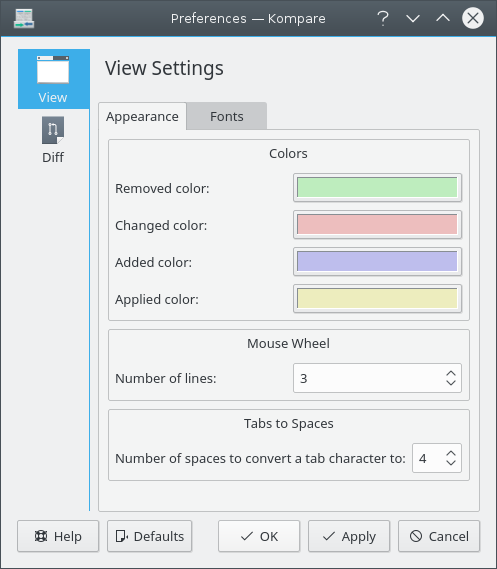 Preferences — Kompare
View
Diff
View Settings
Appearance
Fonts
Colors
Removed color:
Changed color:
Added color:
Applied color:
Mouse Wheel
Number of lines: 3
Tabs to Spaces
Number of spaces to convert a tab character to: 4
Help
Defaults
OK
Apply
Cancel